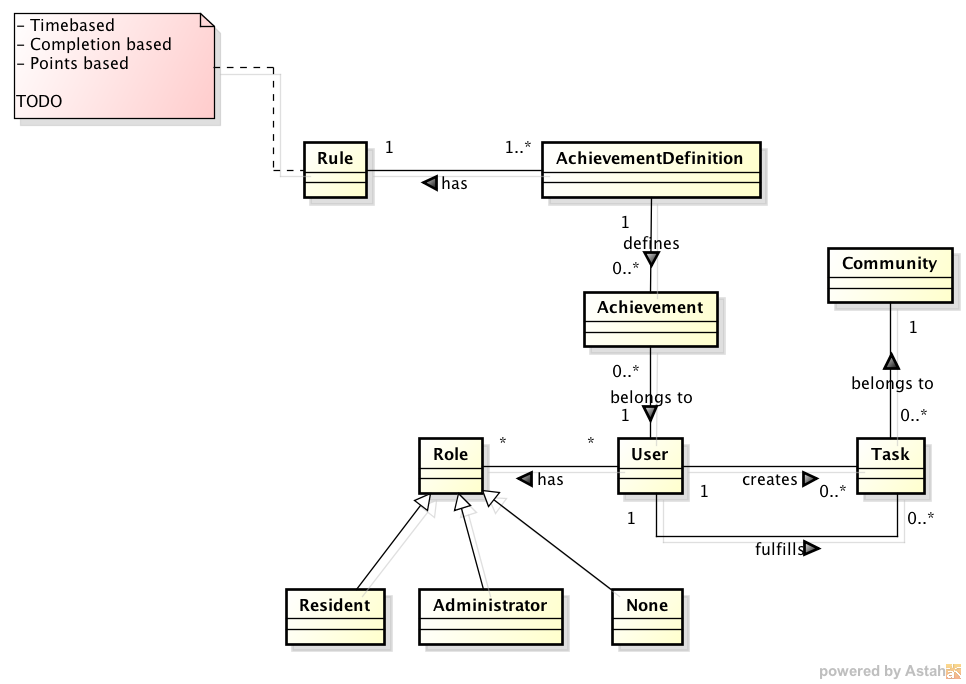 - Timebased
- Completion based
- Points based
TODO
Rule
1
1..*
AchievementDefinition
has
1
defines
0..*
Achievement
Community
1
0..*
belongs to
1
belongs to
0..*
Role
*
*
User
Task
has
creates
1
0..*
1
0..*
fulfills
Resident
Administrator
None
powered by Astah